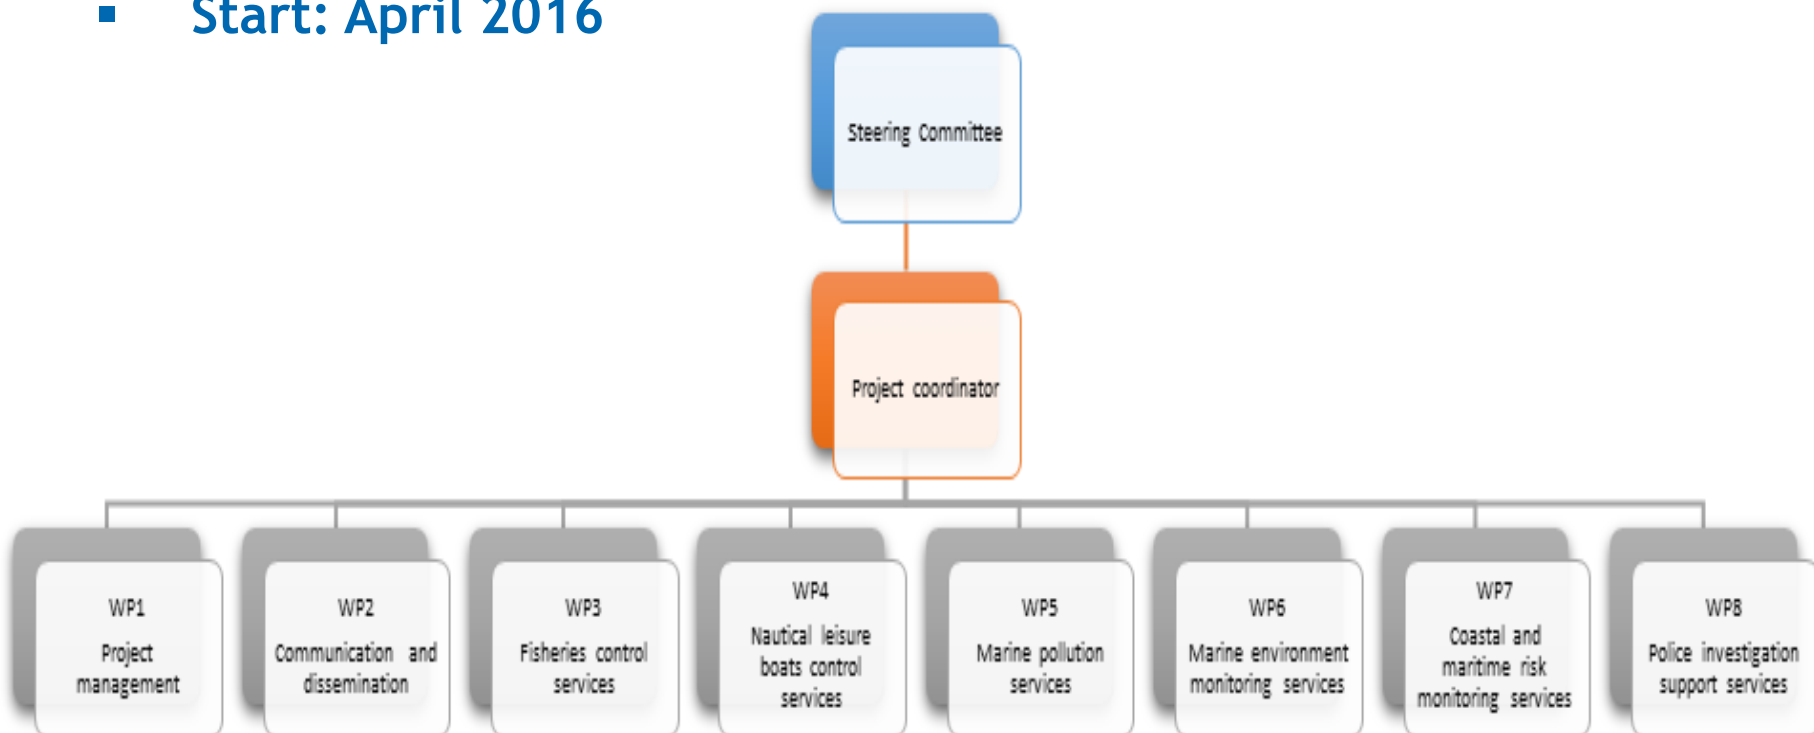 ▪ Start: April 2016
Steering Committee
Project coordinator
WP1
Project
management
WP2
Communication and
dissemination
WP3
Fisheries control
services
WP4
Nautical leisure
boats control
services
WP5
Marine pollution
services
WP6
Marine environment
monitoring services
WP7
Coastal and
maritime risk
monitoring services
WP8
Police investigation
support services